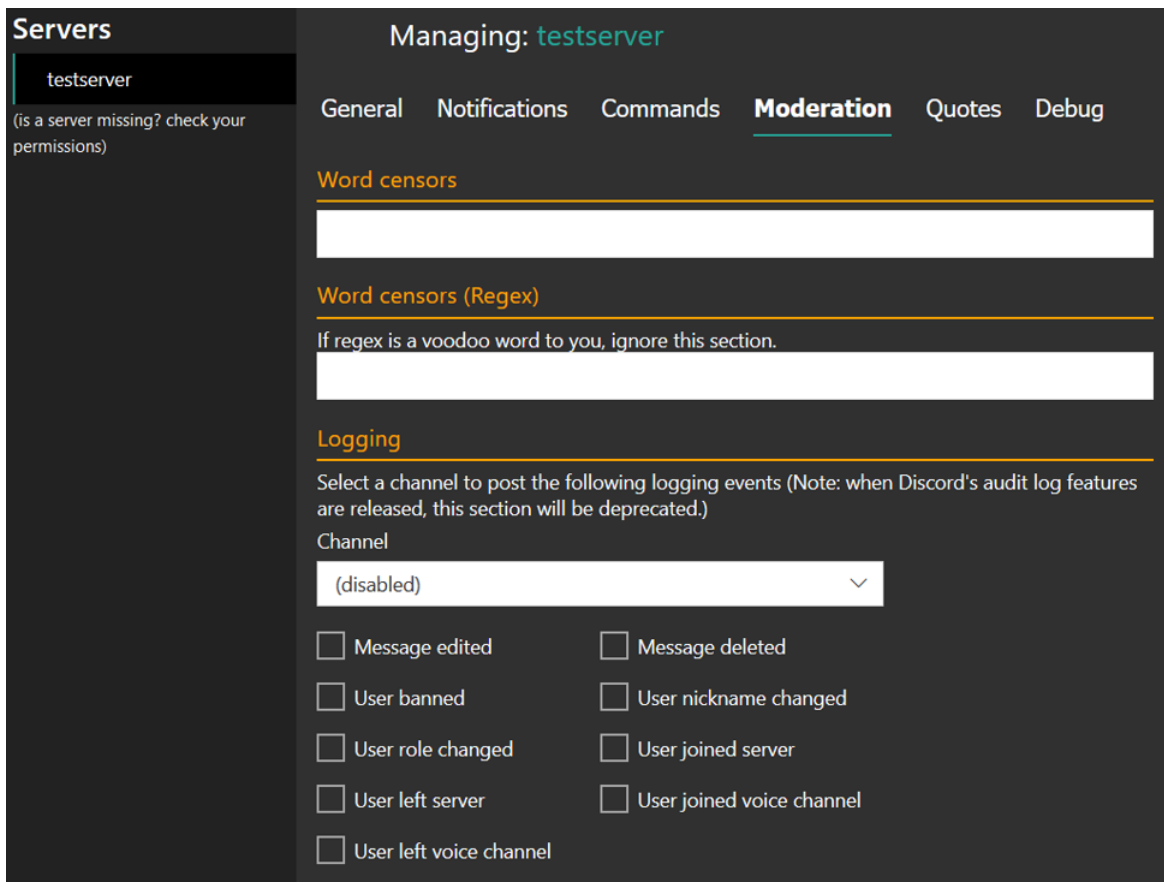 Servers
testserver
(is a server missing? check your
permissions)
Managing: testserver
General Notifications Commands Moderation Quotes Debug
Word censors
Word censors (Regex)
If regex is a voodoo word to you, ignore this section.
Logging
Select a channel to post the following logging events (Note: when Discord's audit log features
are released, this section will be deprecated.)
Channel
(disabled)
Message edited Message deleted
User banned User nickname changed
User role changed User joined server
User left server User joined voice channel
User left voice channel